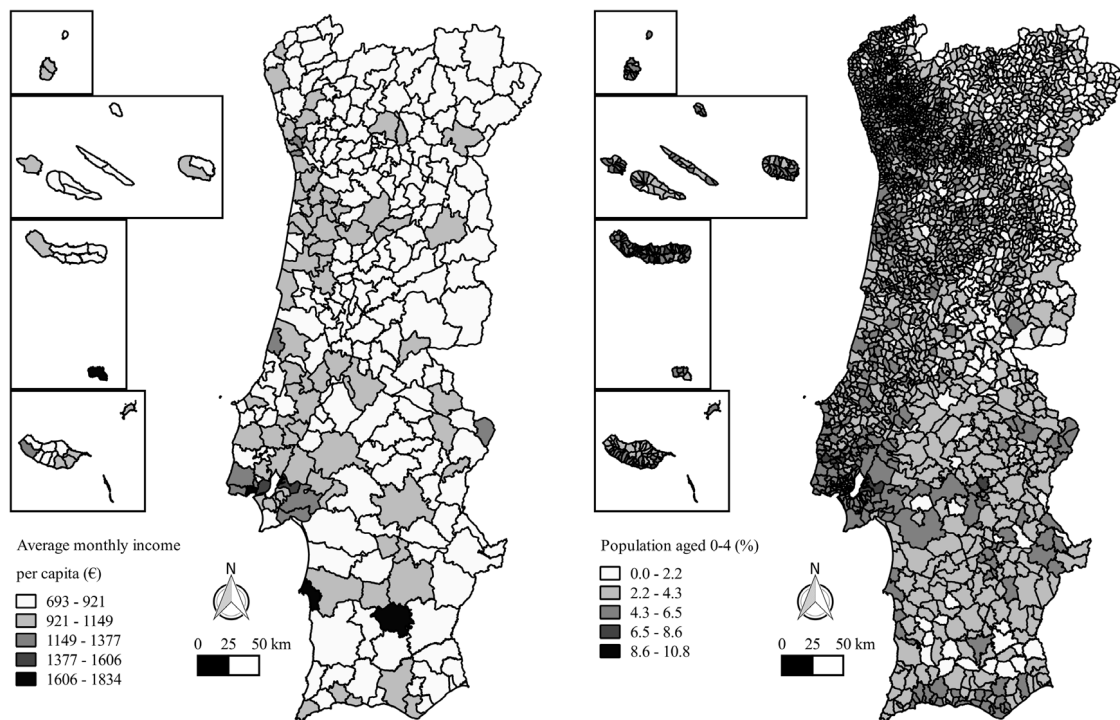 Average monthly income
per capita (€)
693 - 921
921 - 1149
1149 - 1377
1377 - 1606
1606 - 1834
N
0 25 50 km
Population aged 0-4 (%)
0.0 - 2.2
2.2 - 4.3
4.3 - 6.5
6.5 - 8.6
8.6 - 10.8
N
0 25 50 km